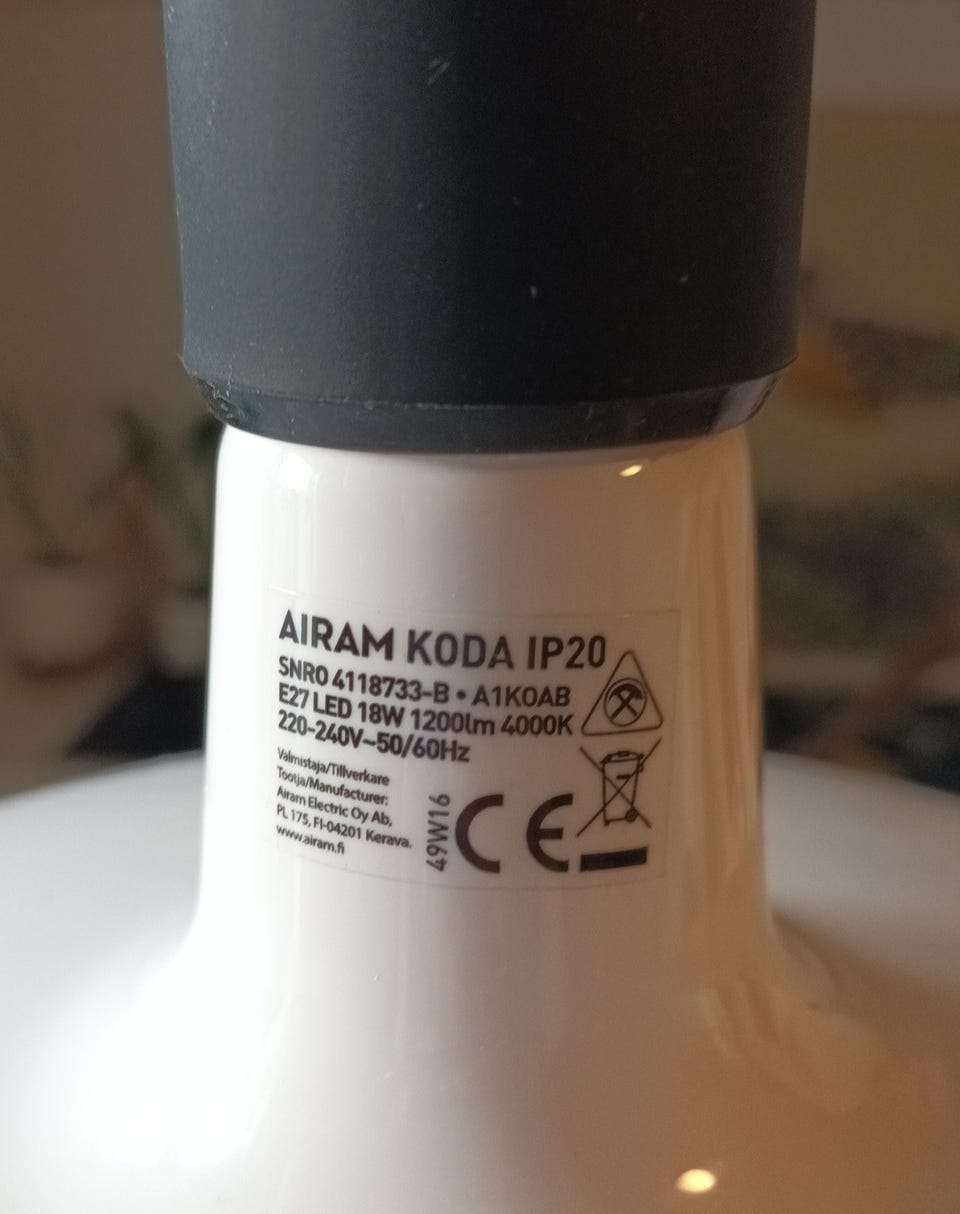 AIRAM KODA IP20
SNRO 4118733-B • A1KOAB
E27 LED 18W 1200lm 4000K
220-240V~50/60Hz
Valmistaja/Tillverkare
Tootja/Manufacturer:
Airam Electric Oy Ab,
PL 175, FI-04201 Kerava.
www.airam.fi
49W16
CE